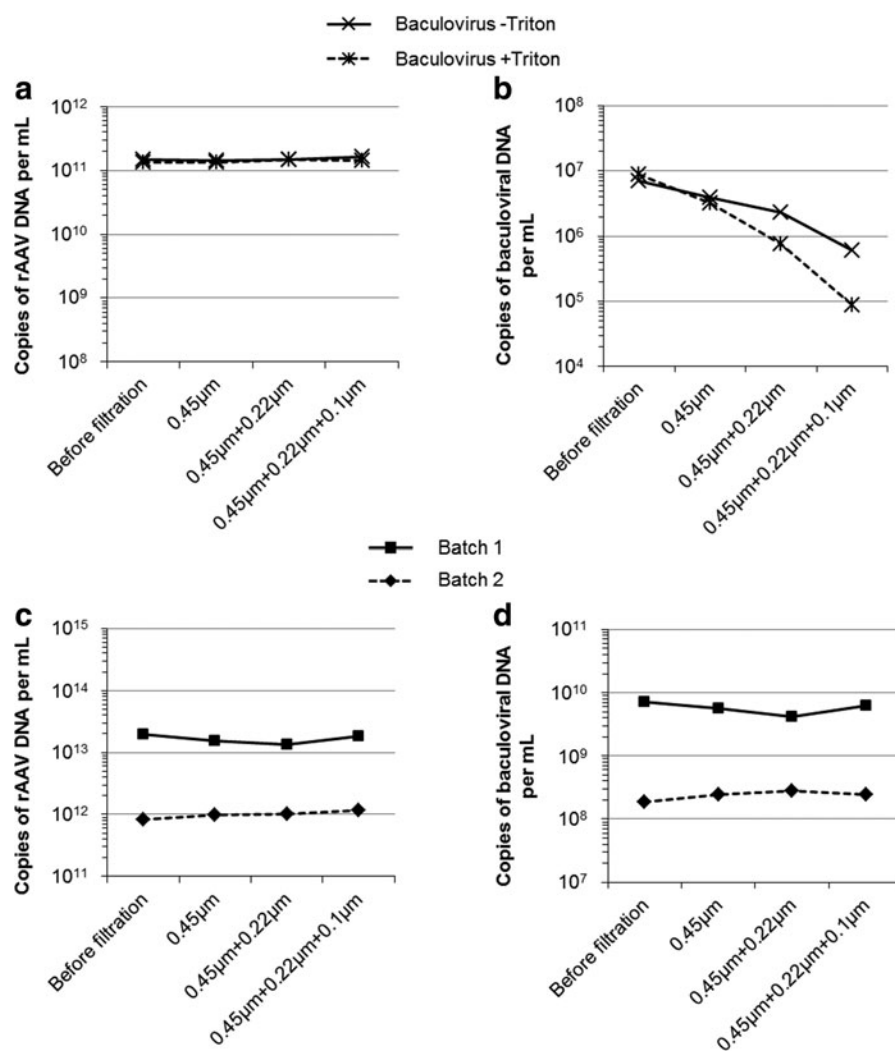 Baculovirus -Triton
Baculovirus +Triton
a
Copies of rAAV DNA per mL
10¹²
10¹¹
10¹⁰
10⁹
10⁸
Before filtration
0.45µm
0.45µm+0.22µm
0.45µm+0.22µm+0.1µm
b
Copies of baculoviral DNA
per mL
10⁸
10⁷
10⁶
10⁵
10⁴
Before filtration
0.45µm
0.45µm+0.22µm
0.45µm+0.22µm+0.1µm
Batch 1
Batch 2
c
Copies of rAAV DNA per mL
10¹⁵
10¹⁴
10¹³
10¹²
10¹¹
Before filtration
0.45µm
0.45µm+0.22µm
0.45µm+0.22µm+0.1µm
d
Copies of baculoviral DNA
per mL
10¹¹
10¹⁰
10⁹
10⁸
10⁷
Before filtration
0.45µm
0.45µm+0.22µm
0.45µm+0.22µm+0.1µm